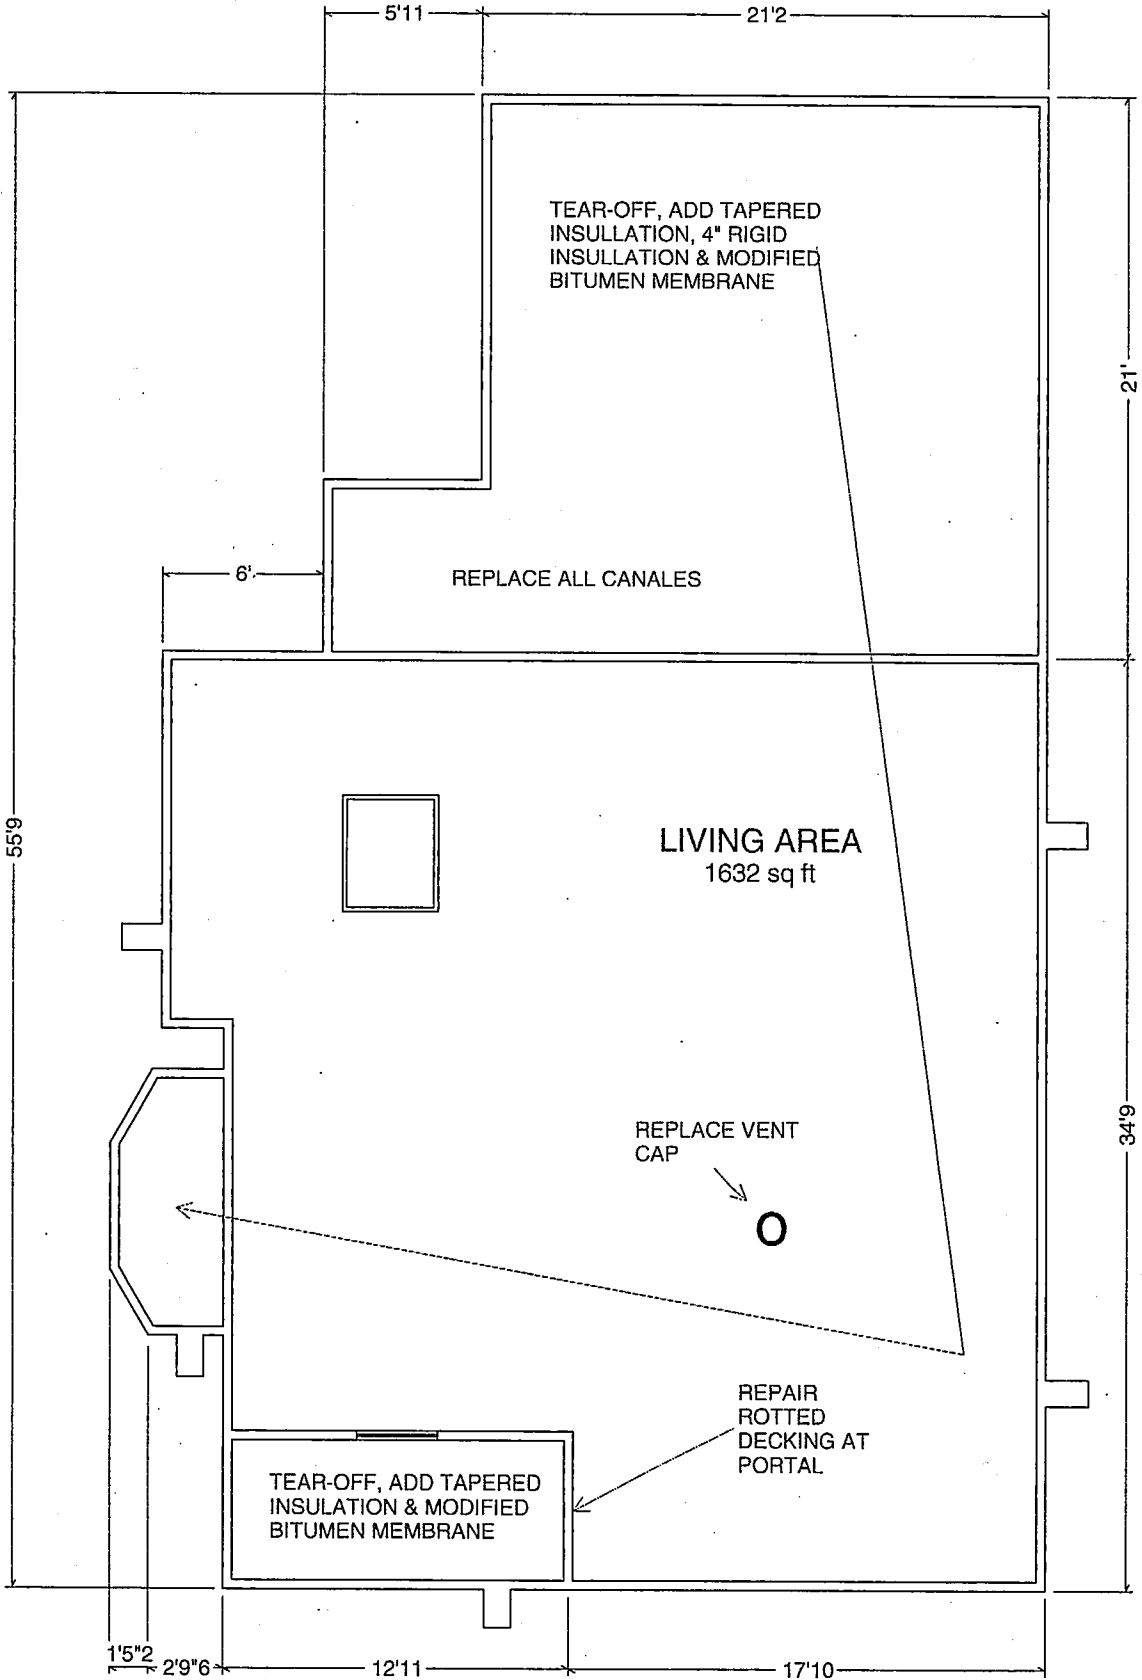 5'11
21'2
TEAR-OFF, ADD TAPERED
INSULLATION, 4" RIGID
INSULLATION & MODIFIED
BITUMEN MEMBRANE
21'
6'
REPLACE ALL CANALES
55'9
LIVING AREA
1632 sq ft
REPLACE VENT
CAP
O
34'9
REPAIR
ROTTED
DECKING AT
PORTAL
TEAR-OFF, ADD TAPERED
INSULATION & MODIFIED
BITUMEN MEMBRANE
1'5"2
2'9"6
12'11
17'10